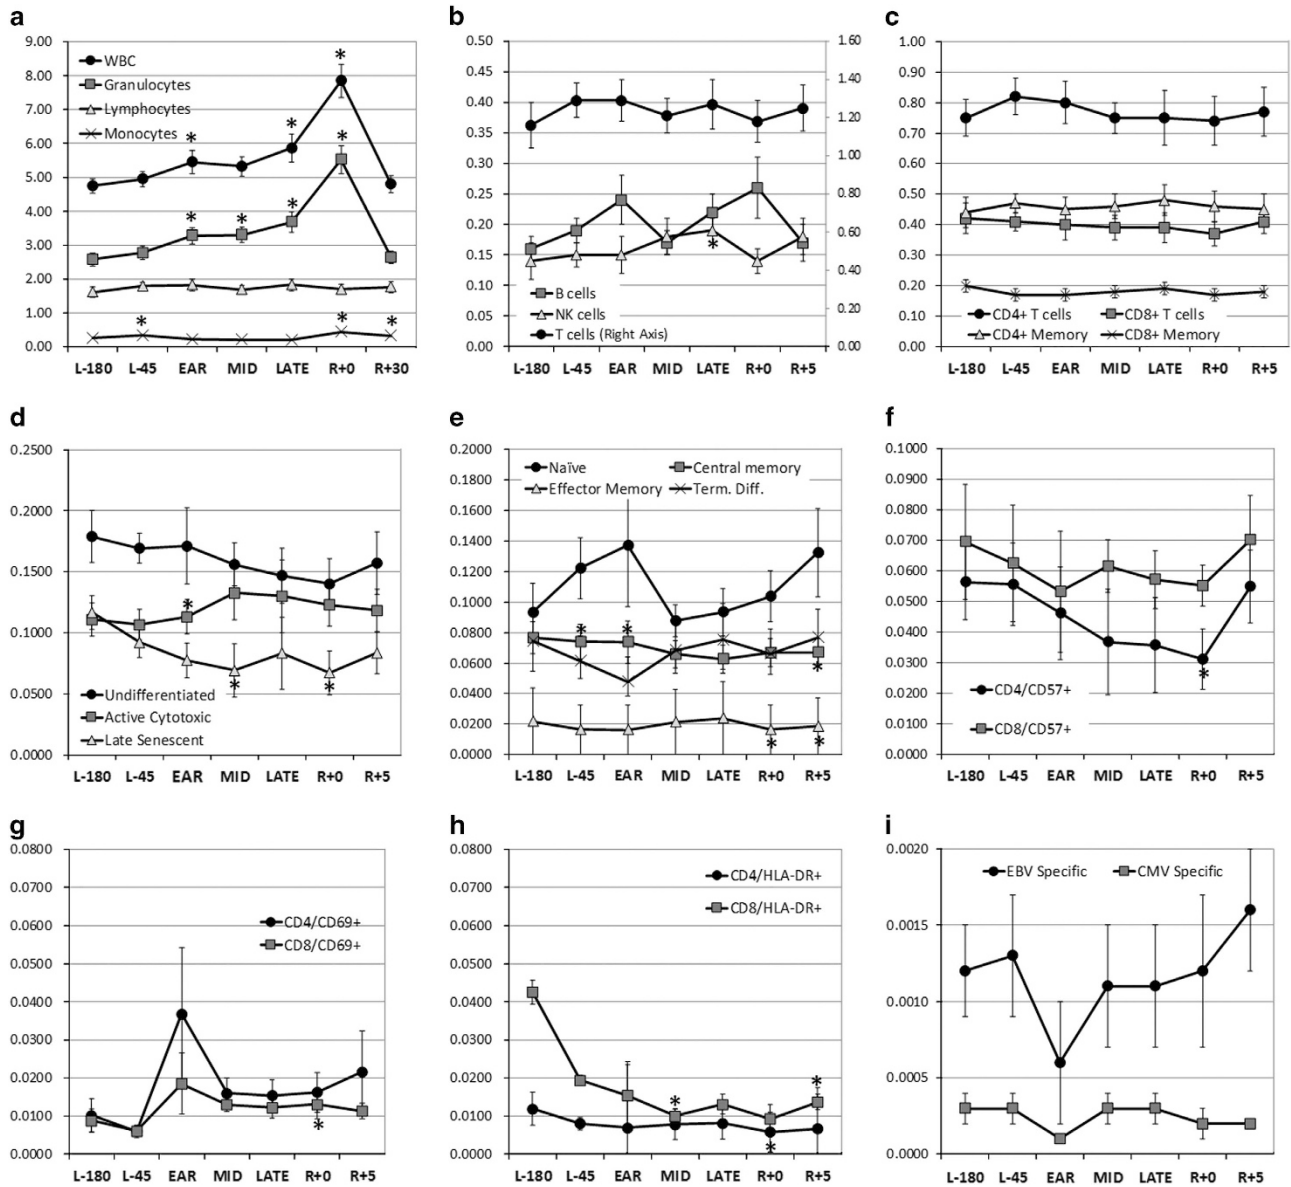 a
9.00
8.00
7.00
6.00
5.00
4.00
3.00
2.00
1.00
0.00
WBC
Granulocytes
Lymphocytes
Monocytes
* * * * * * * * * * *
L-180 L-45 EAR MID LATE R+0 R+30
b
0.50
0.45
0.40
0.35
0.30
0.25
0.20
0.15
0.10
0.05
0.00
1.60
1.40
1.20
1.00
0.80
0.60
0.40
0.20
0.00
*
B cells
NK cells
T cells (Right Axis)
L-180 L-45 EAR MID LATE R+0 R+5
c
1.00
0.90
0.80
0.70
0.60
0.50
0.40
0.30
0.20
0.10
0.00
CD4+ T cells CD8+ T cells
CD4+ Memory CD8+ Memory
L-180 L-45 EAR MID LATE R+0 R+5
d
0.2500
0.2000
0.1500
0.1000
0.0500
0.0000
* * *
Undifferentiated
Active Cytotoxic
Late Senescent
L-180 L-45 EAR MID LATE R+0 R+5
e
0.2000
0.1800
0.1600
0.1400
0.1200
0.1000
0.0800
0.0600
0.0400
0.0200
0.0000
Naïve Central memory
Effector Memory Term. Diff.
* * * * *
L-180 L-45 EAR MID LATE R+0 R+5
f
0.1000
0.0900
0.0800
0.0700
0.0600
0.0500
0.0400
0.0300
0.0200
0.0100
0.0000
*
CD4/CD57+
CD8/CD57+
L-180 L-45 EAR MID LATE R+0 R+5
g
0.0800
0.0700
0.0600
0.0500
0.0400
0.0300
0.0200
0.0100
0.0000
CD4/CD69+
CD8/CD69+
*
L-180 L-45 EAR MID LATE R+0 R+5
h
0.0800
0.0700
0.0600
0.0500
0.0400
0.0300
0.0200
0.0100
0.0000
CD4/HLA-DR+
CD8/HLA-DR+
* * *
L-180 L-45 EAR MID LATE R+0 R+5
i
0.0020
0.0015
0.0010
0.0005
0.0000
EBV Specific CMV Specific
L-180 L-45 EAR MID LATE R+0 R+5